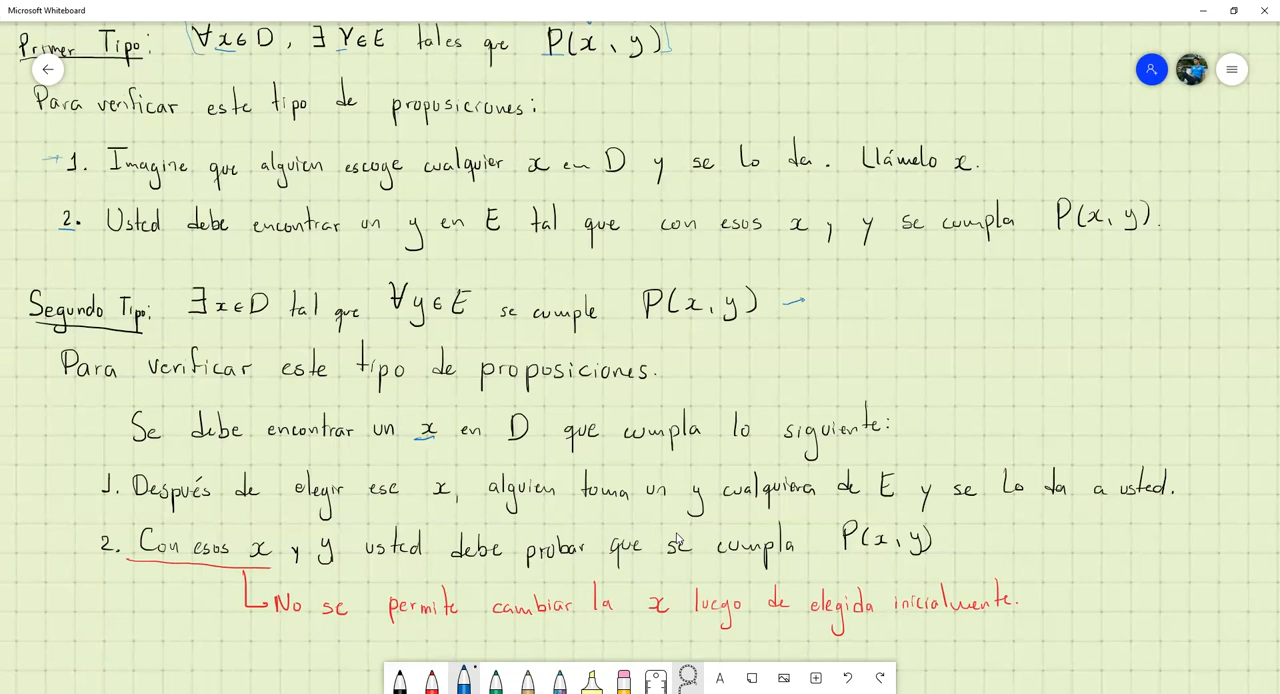 Microsoft Whiteboard
Primer Tipo: ∀x∈D, ∃ y∈E tales que P(x, y)
Para verificar este tipo de proposiciones:
→ 1. Imagine que alguien escoge cualquier x en D y se lo da. Llámelo x.
2. Usted debe encontrar un y en E tal que con esos x, y se cumpla P(x, y).
Segundo Tipo: ∃x∈D tal que ∀y∈E se cumple P(x, y) →
Para verificar este tipo de proposiciones.
Se debe encontrar un x en D que cumpla lo siguiente:
1. Después de elegir ese x, alguien toma un y cualquiera de E y se lo da a usted.
2. Con esos x, y usted debe probar que se cumpla P(x, y)
No se permite cambiar la x luego de elegida inicialmente.
A